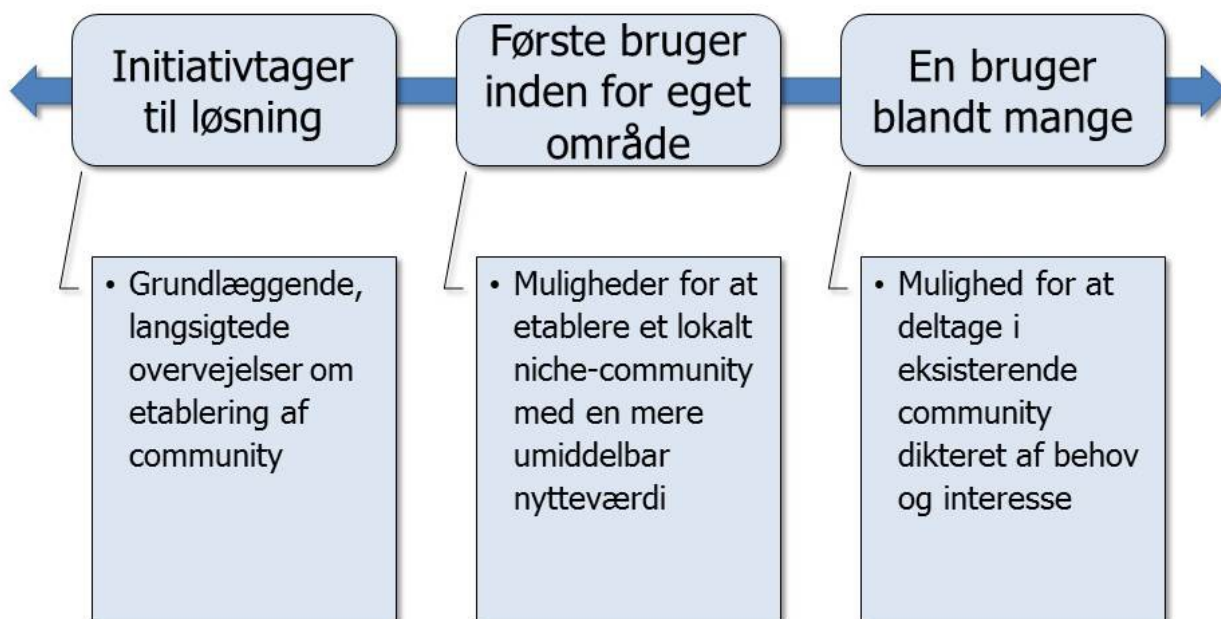 Initiativtager
til løsning
Første bruger
inden for eget
område
En bruger
blandt mange
• Grundlæggende,
langsigtede
overvejelser om
etablering af
community
• Muligheder for at
etablere et lokalt
niche-community
med en mere
umiddelbar
nytteværdi
• Mulighed for at
deltage i
eksisterende
community
dikteret af behov
og interesse